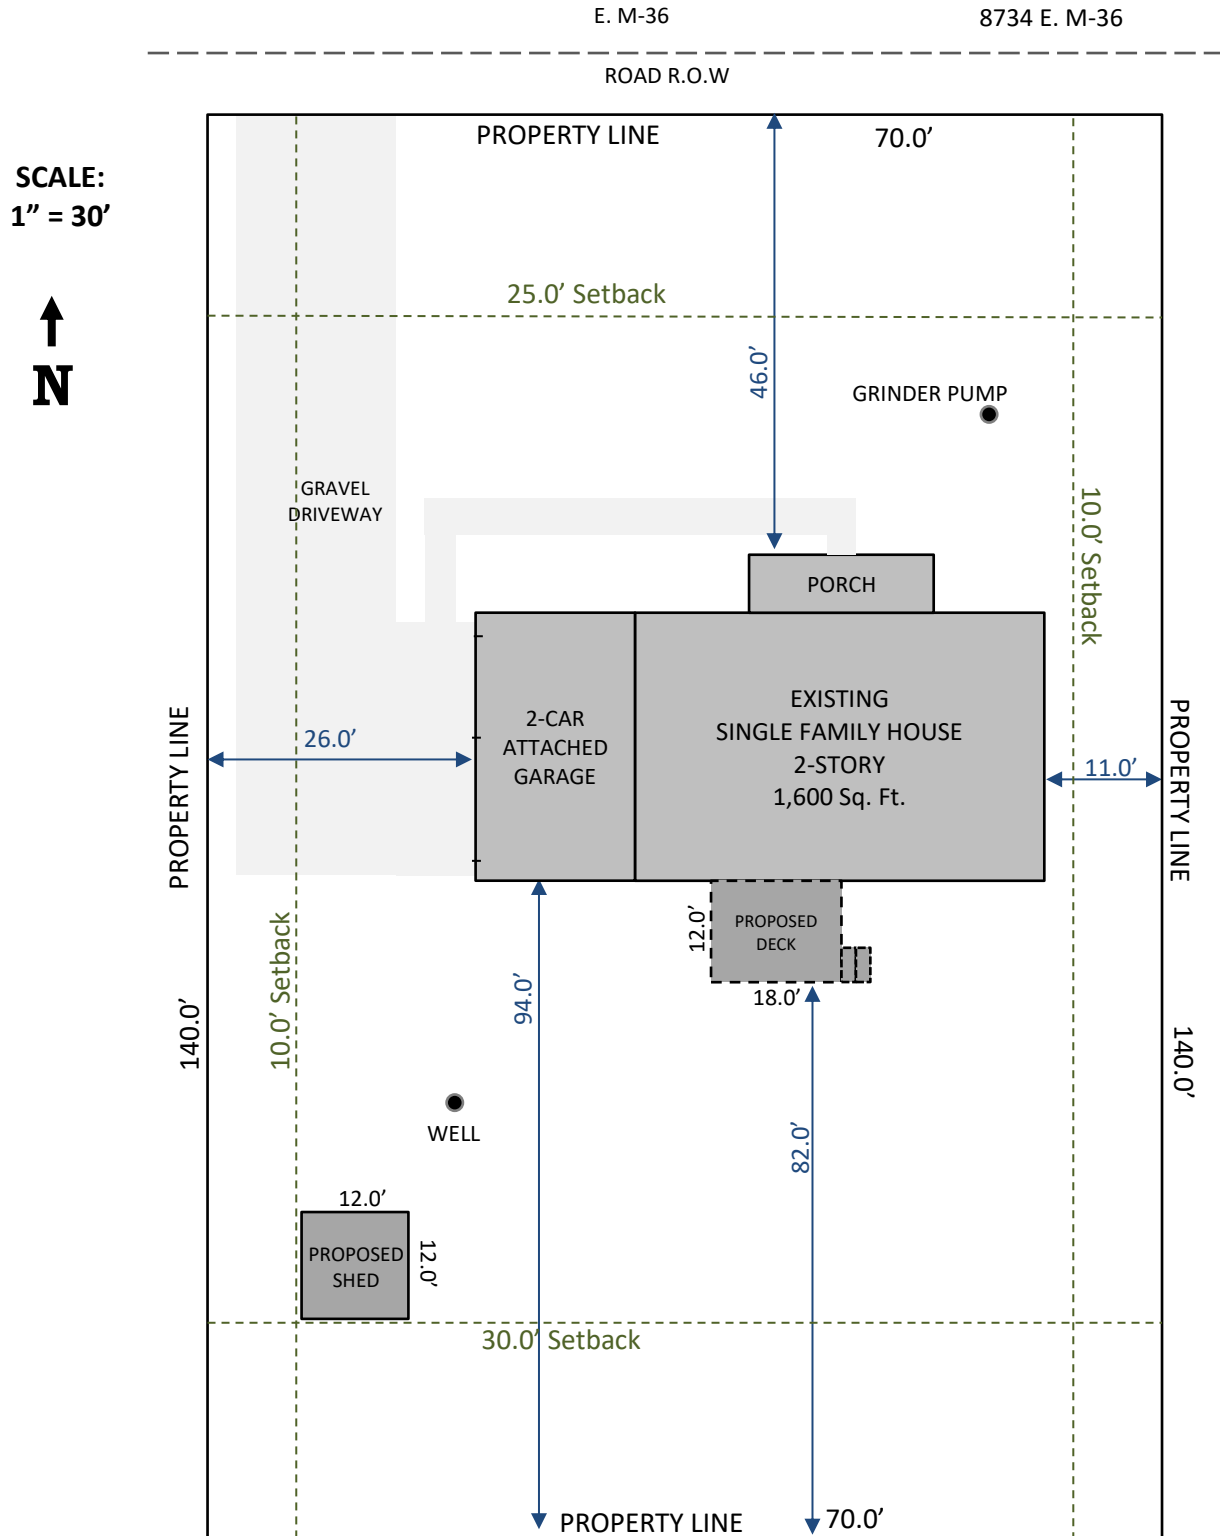 E. M-36
8734 E. M-36
ROAD R.O.W
PROPERTY LINE
70.0’
SCALE:
1” = 30’
N
25.0’ Setback
46.0’
GRINDER PUMP
GRAVEL
DRIVEWAY
10.0’ Setback
PORCH
2-CAR
ATTACHED
GARAGE
EXISTING
SINGLE FAMILY HOUSE
2-STORY
1,600 Sq. Ft.
26.0’
11.0’
PROPERTY LINE
PROPERTY LINE
12.0’
PROPOSED
DECK
18.0’
10.0’ Setback
94.0’
140.0’
140.0’
82.0’
WELL
12.0’
PROPOSED
SHED
12.0’
30.0’ Setback
PROPERTY LINE
70.0’